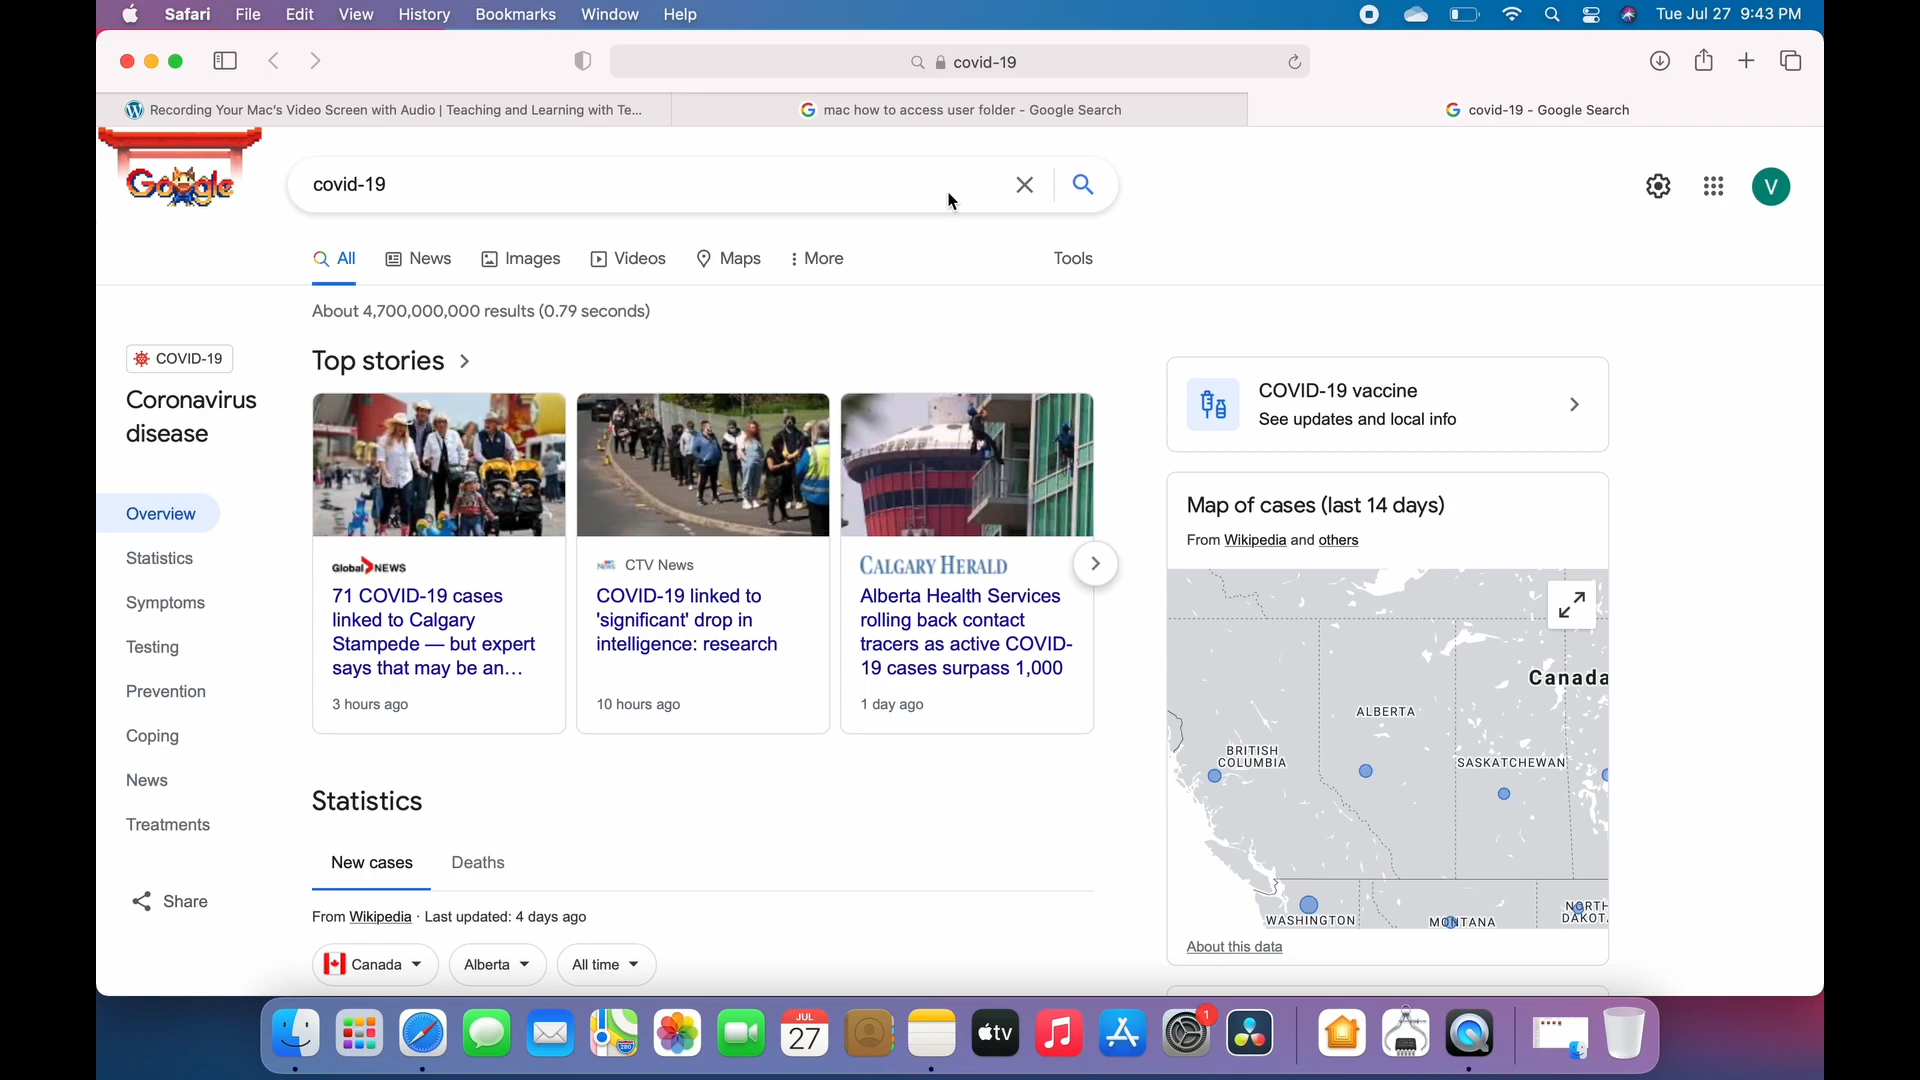 Safari File Edit View History Bookmarks Window Help Tue Jul 27 9:43 PM
covid-19
Recording Your Mac's Video Screen with Audio | Teaching and Learning with Te...
mac how to access user folder - Google Search
covid-19 - Google Search
Google
covid-19
V
All News Images Videos Maps More Tools
About 4,700,000,000 results (0.79 seconds)
COVID-19
Coronavirus
disease
Overview
Statistics
Symptoms
Testing
Prevention
Coping
News
Treatments
Share
Top stories
Global NEWS
71 COVID-19 cases
linked to Calgary
Stampede — but expert
says that may be an...
3 hours ago
CTV News
COVID-19 linked to
'significant' drop in
intelligence: research
10 hours ago
CALGARY HERALD
Alberta Health Services
rolling back contact
tracers as active COVID-
19 cases surpass 1,000
1 day ago
Statistics
New cases Deaths
From Wikipedia · Last updated: 4 days ago
Canada Alberta All time
COVID-19 vaccine
See updates and local info
Map of cases (last 14 days)
From Wikipedia and others
Canada
ALBERTA
BRITISH
COLUMBIA
SASKATCHEWAN
WASHINGTON
MONTANA
NORTH
DAKOT
About this data
JUL
27
tv
1